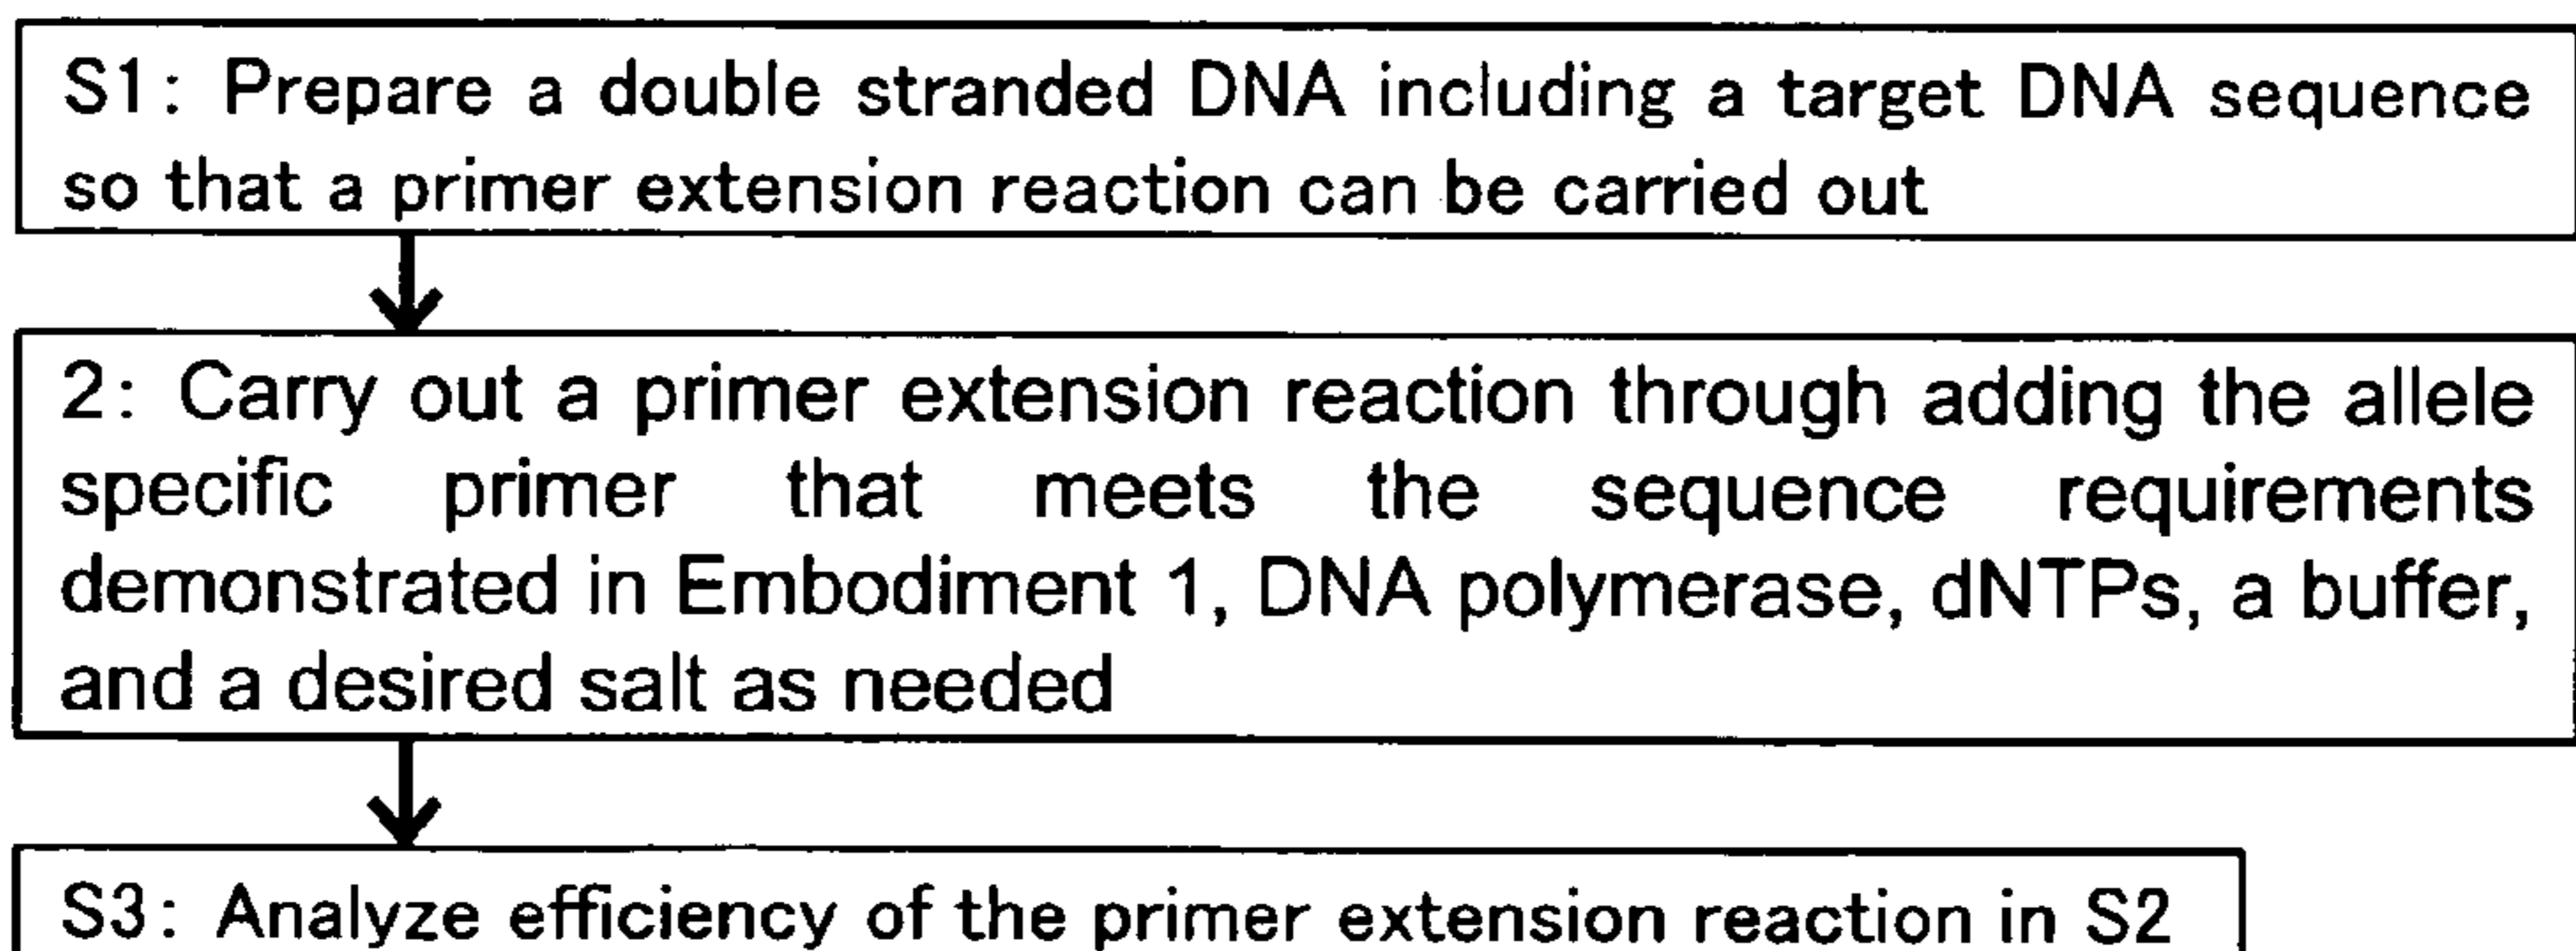 S1: Prepare a double stranded DNA including a target DNA sequence
so that a primer extension reaction can be carried out
2: Carry out a primer extension reaction through adding the allele
specific primer that meets the sequence requirements
demonstrated in Embodiment 1, DNA polymerase, dNTPs, a buffer,
and a desired salt as needed
S3: Analyze efficiency of the primer extension reaction in S2